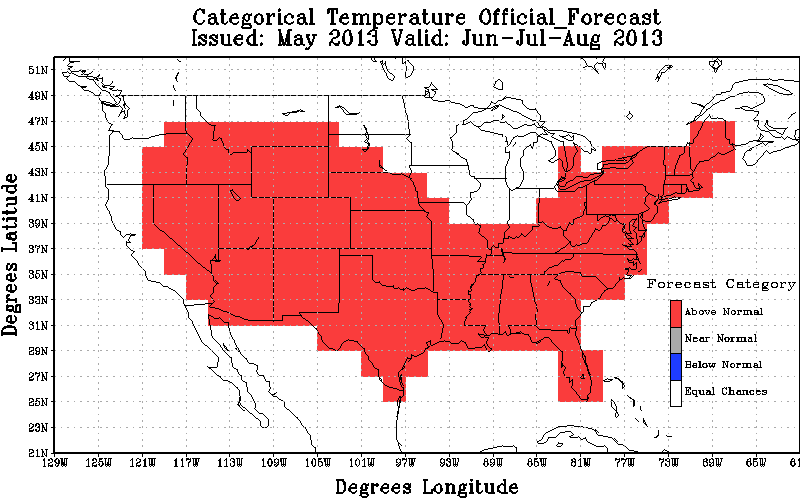 Categorical Temperature Official_Forecast
Issued: May 2013 Valid: Jun-Jul-Aug 2013
51N
49N
47N
45N
43N
41N
39N
37N
35N
33N
31N
29N
27N
25N
23N
21N
Degrees Latitude
Forecast Category
Above Normal
Near Normal
Below Normal
Equal Chances
129W 125W 121W 117W 113W 109W 105W 101W 97W 93W 89W 85W 81W 77W 73W 69W 65W 61
Degrees Longitude